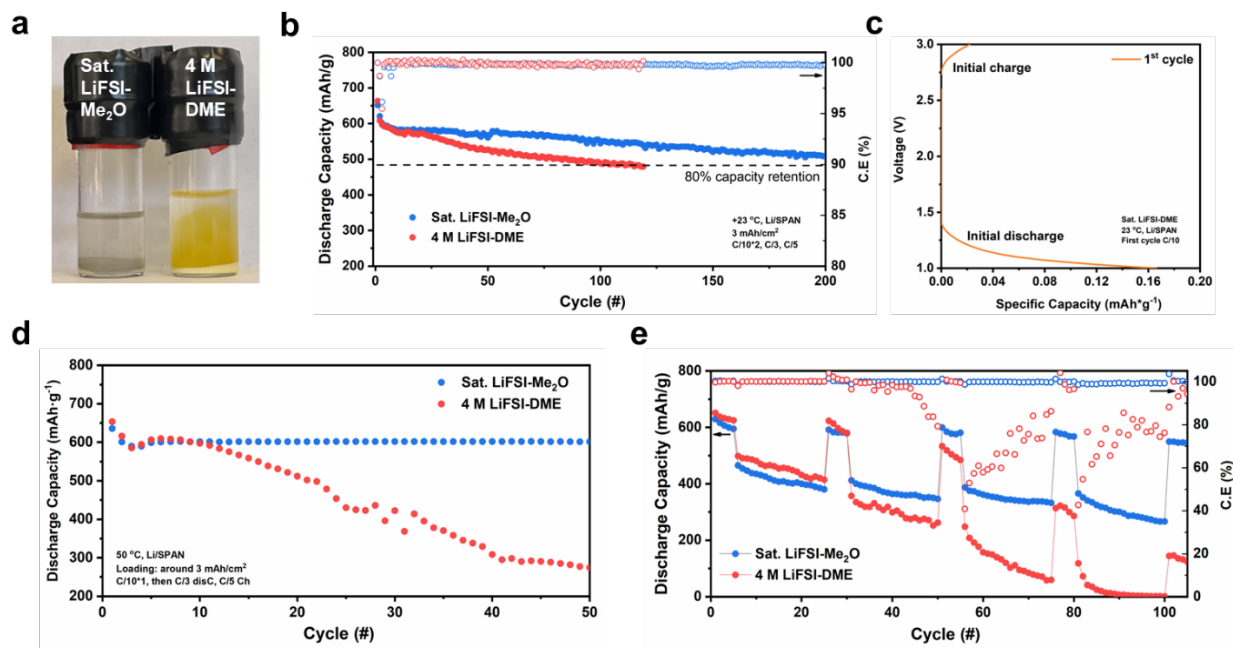 a
Sat.
LiFSI-
Me₂O
4 M
LiFSI-
DME
b
800
750
700
650
600
550
500
450
400
350
300
250
200
Discharge Capacity (mAh/g)
100
95
90
85
80
C.E (%)
80% capacity retention
Sat. LiFSI-Me₂O
4 M LiFSI-DME
+23 °C, Li/SPAN
3 mAh/cm²
C/10*2, C/3, C/5
0 50 100 150 200
Cycle (#)
c
3.0
2.5
2.0
1.5
1.0
Voltage (V)
Initial charge
1st cycle
Initial discharge
Sat. LiFSI-DME
23 °C, Li/SPAN
First cycle C/10
0.00 0.04 0.08 0.12 0.16 0.20
Specific Capacity (mAh*g⁻¹)
d
800
700
600
500
400
300
200
Discharge Capacity (mAh·g⁻¹)
Sat. LiFSI-Me₂O
4 M LiFSI-DME
50 °C, Li/SPAN
Loading: around 3 mAh/cm²
C/10*1, then C/3 disC, C/5 Ch
0 10 20 30 40 50
Cycle (#)
e
800
600
400
200
0
Discharge Capacity (mAh/g)
100
80
60
40
20
0
C.E (%)
Sat. LiFSI-Me₂O
4 M LiFSI-DME
0 20 40 60 80 100
Cycle (#)